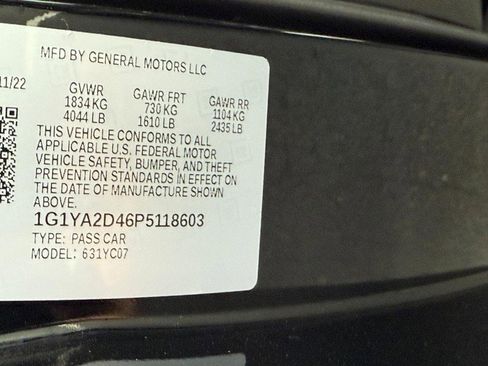 MFD BY GENERAL MOTORS LLC
11/22
GVWR GAWR FRT GAWR RR
1834 KG 730 KG 1104 KG
4044 LB 1610 LB 2435 LB
THIS VEHICLE CONFORMS TO ALL
APPLICABLE U.S. FEDERAL MOTOR
VEHICLE SAFETY, BUMPER, AND THEFT
PREVENTION STANDARDS IN EFFECT ON
THE DATE OF MANUFACTURE SHOWN
ABOVE.
1G1YA2D46P5118603
TYPE: PASS CAR
MODEL: 631YC07